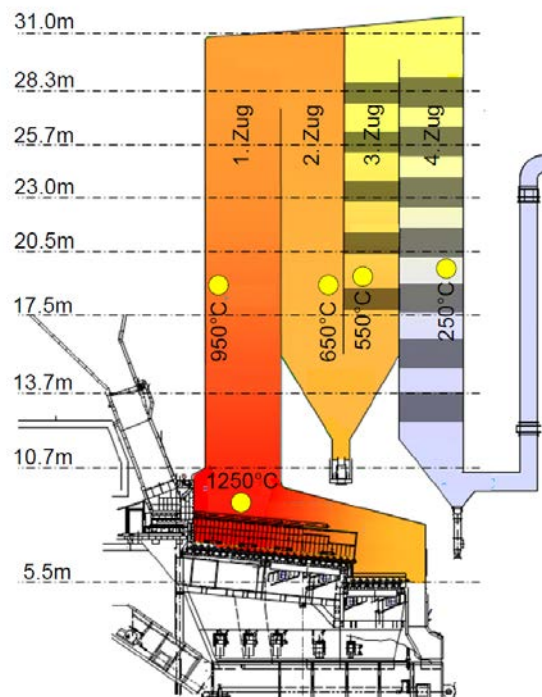 31.0m
28.3m
25.7m
23.0m
20.5m
17.5m
13.7m
10.7m
5.5m
1. Zug
2. Zug
3. Zug
4. Zug
950°C
650°C
550°C
250°C
1250°C